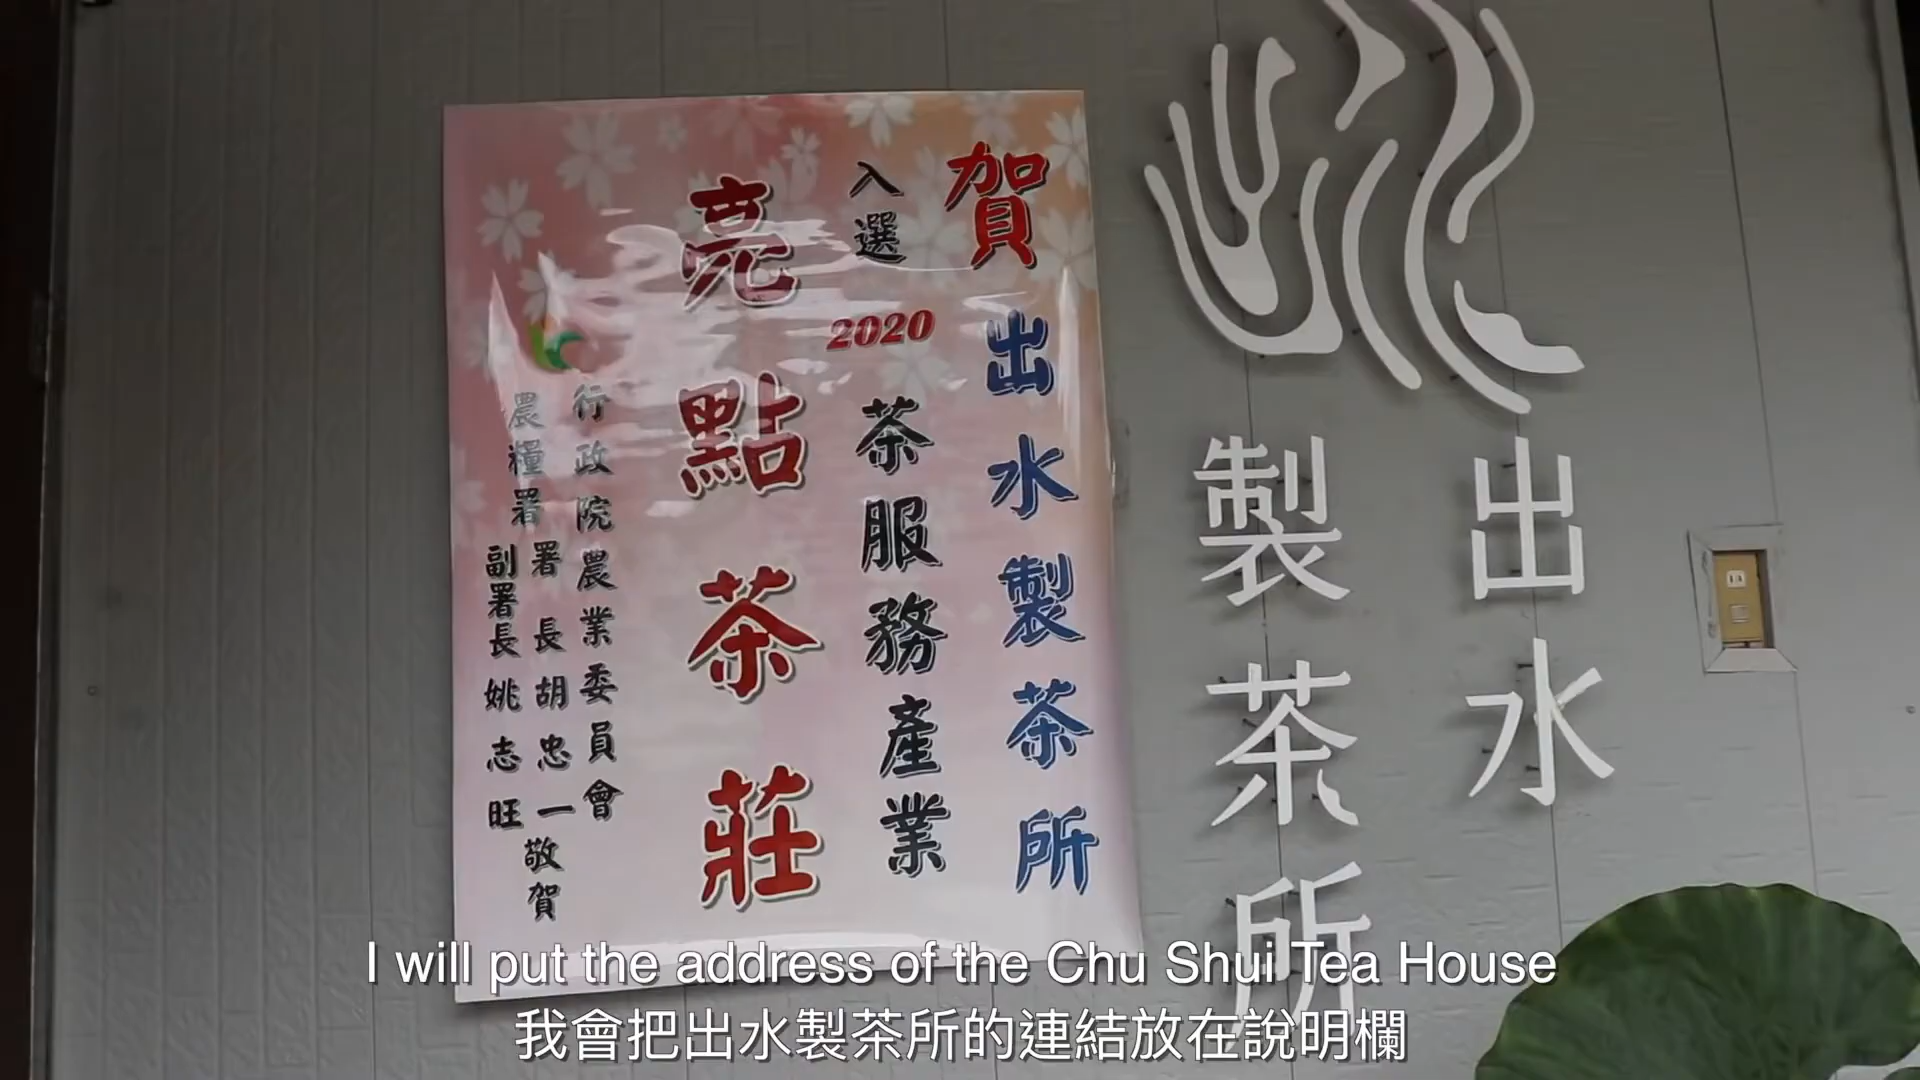 賀 出水製茶所
入選 2020 茶服務產業
亮點茶莊
行政院農業委員會
農糧署 署長胡忠一
副署長姚志旺
敬賀
出水
製茶所
I will put the address of the Chu Shui Tea House
我會把出水製茶所的連結放在說明欄